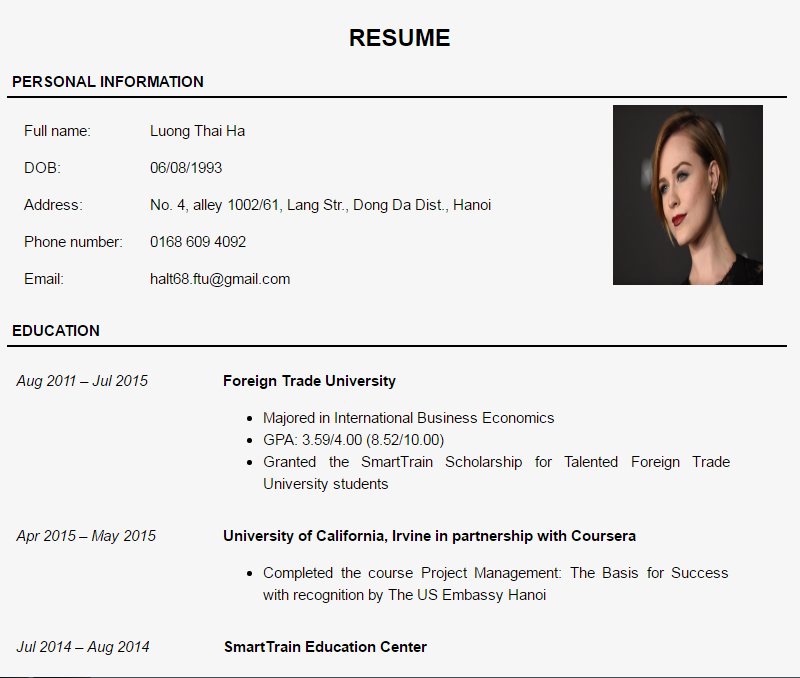 RESUME
PERSONAL INFORMATION
Full name: Luong Thai Ha
DOB: 06/08/1993
Address: No. 4, alley 1002/61, Lang Str., Dong Da Dist., Hanoi
Phone number: 0168 609 4092
Email: halt68.ftu@gmail.com
EDUCATION
Aug 2011 – Jul 2015 Foreign Trade University
• Majored in International Business Economics
• GPA: 3.59/4.00 (8.52/10.00)
• Granted the SmartTrain Scholarship for Talented Foreign Trade
University students
Apr 2015 – May 2015 University of California, Irvine in partnership with Coursera
• Completed the course Project Management: The Basis for Success
with recognition by The US Embassy Hanoi
Jul 2014 – Aug 2014 SmartTrain Education Center